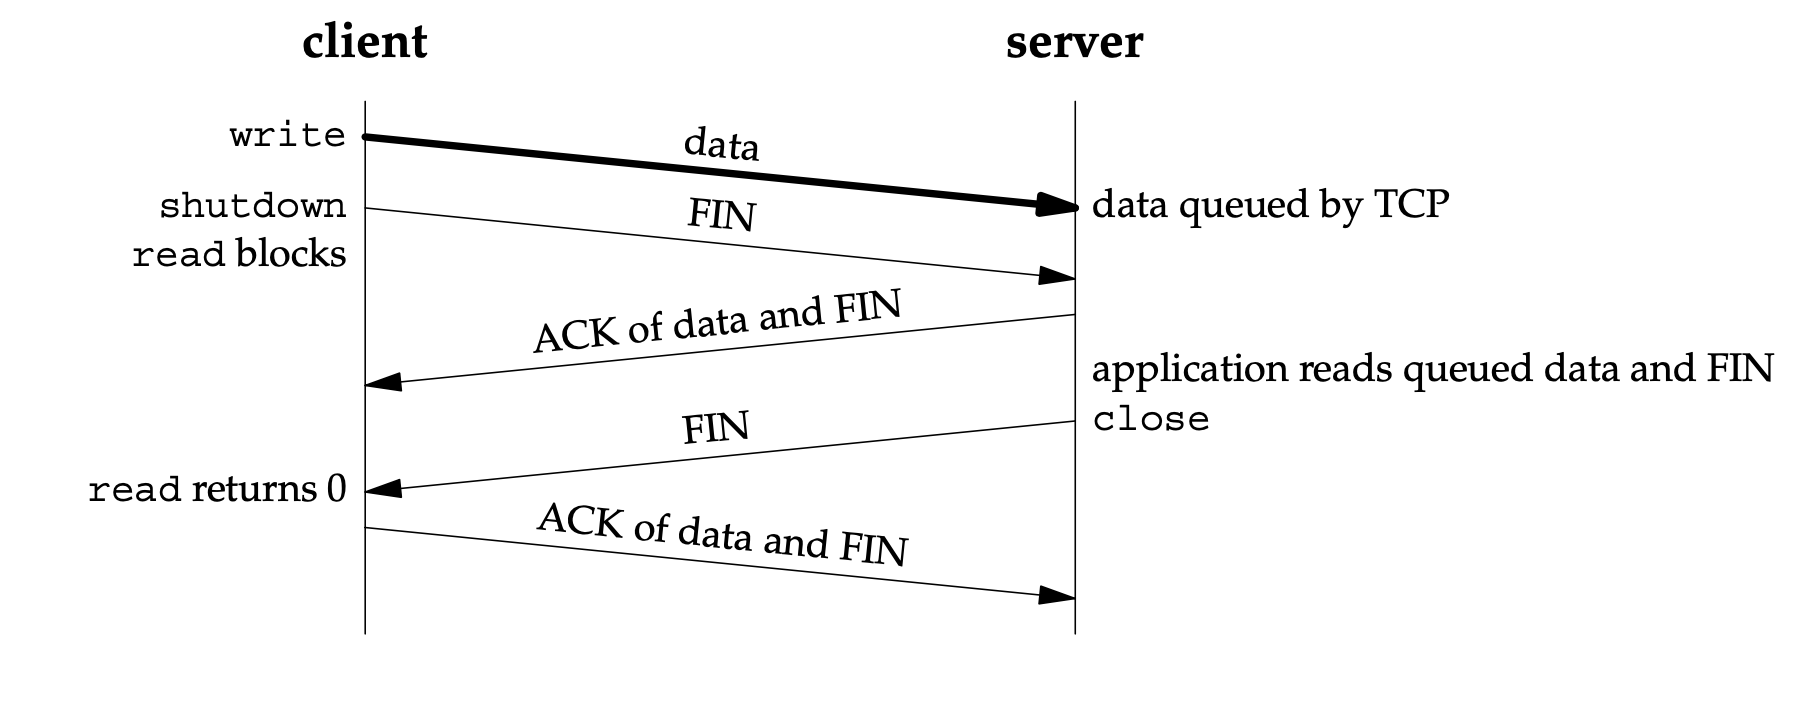 client
server
write
data
data queued by TCP
shutdown
FIN
read blocks
ACK of data and FIN
application reads queued data and FIN
close
FIN
read returns 0
ACK of data and FIN